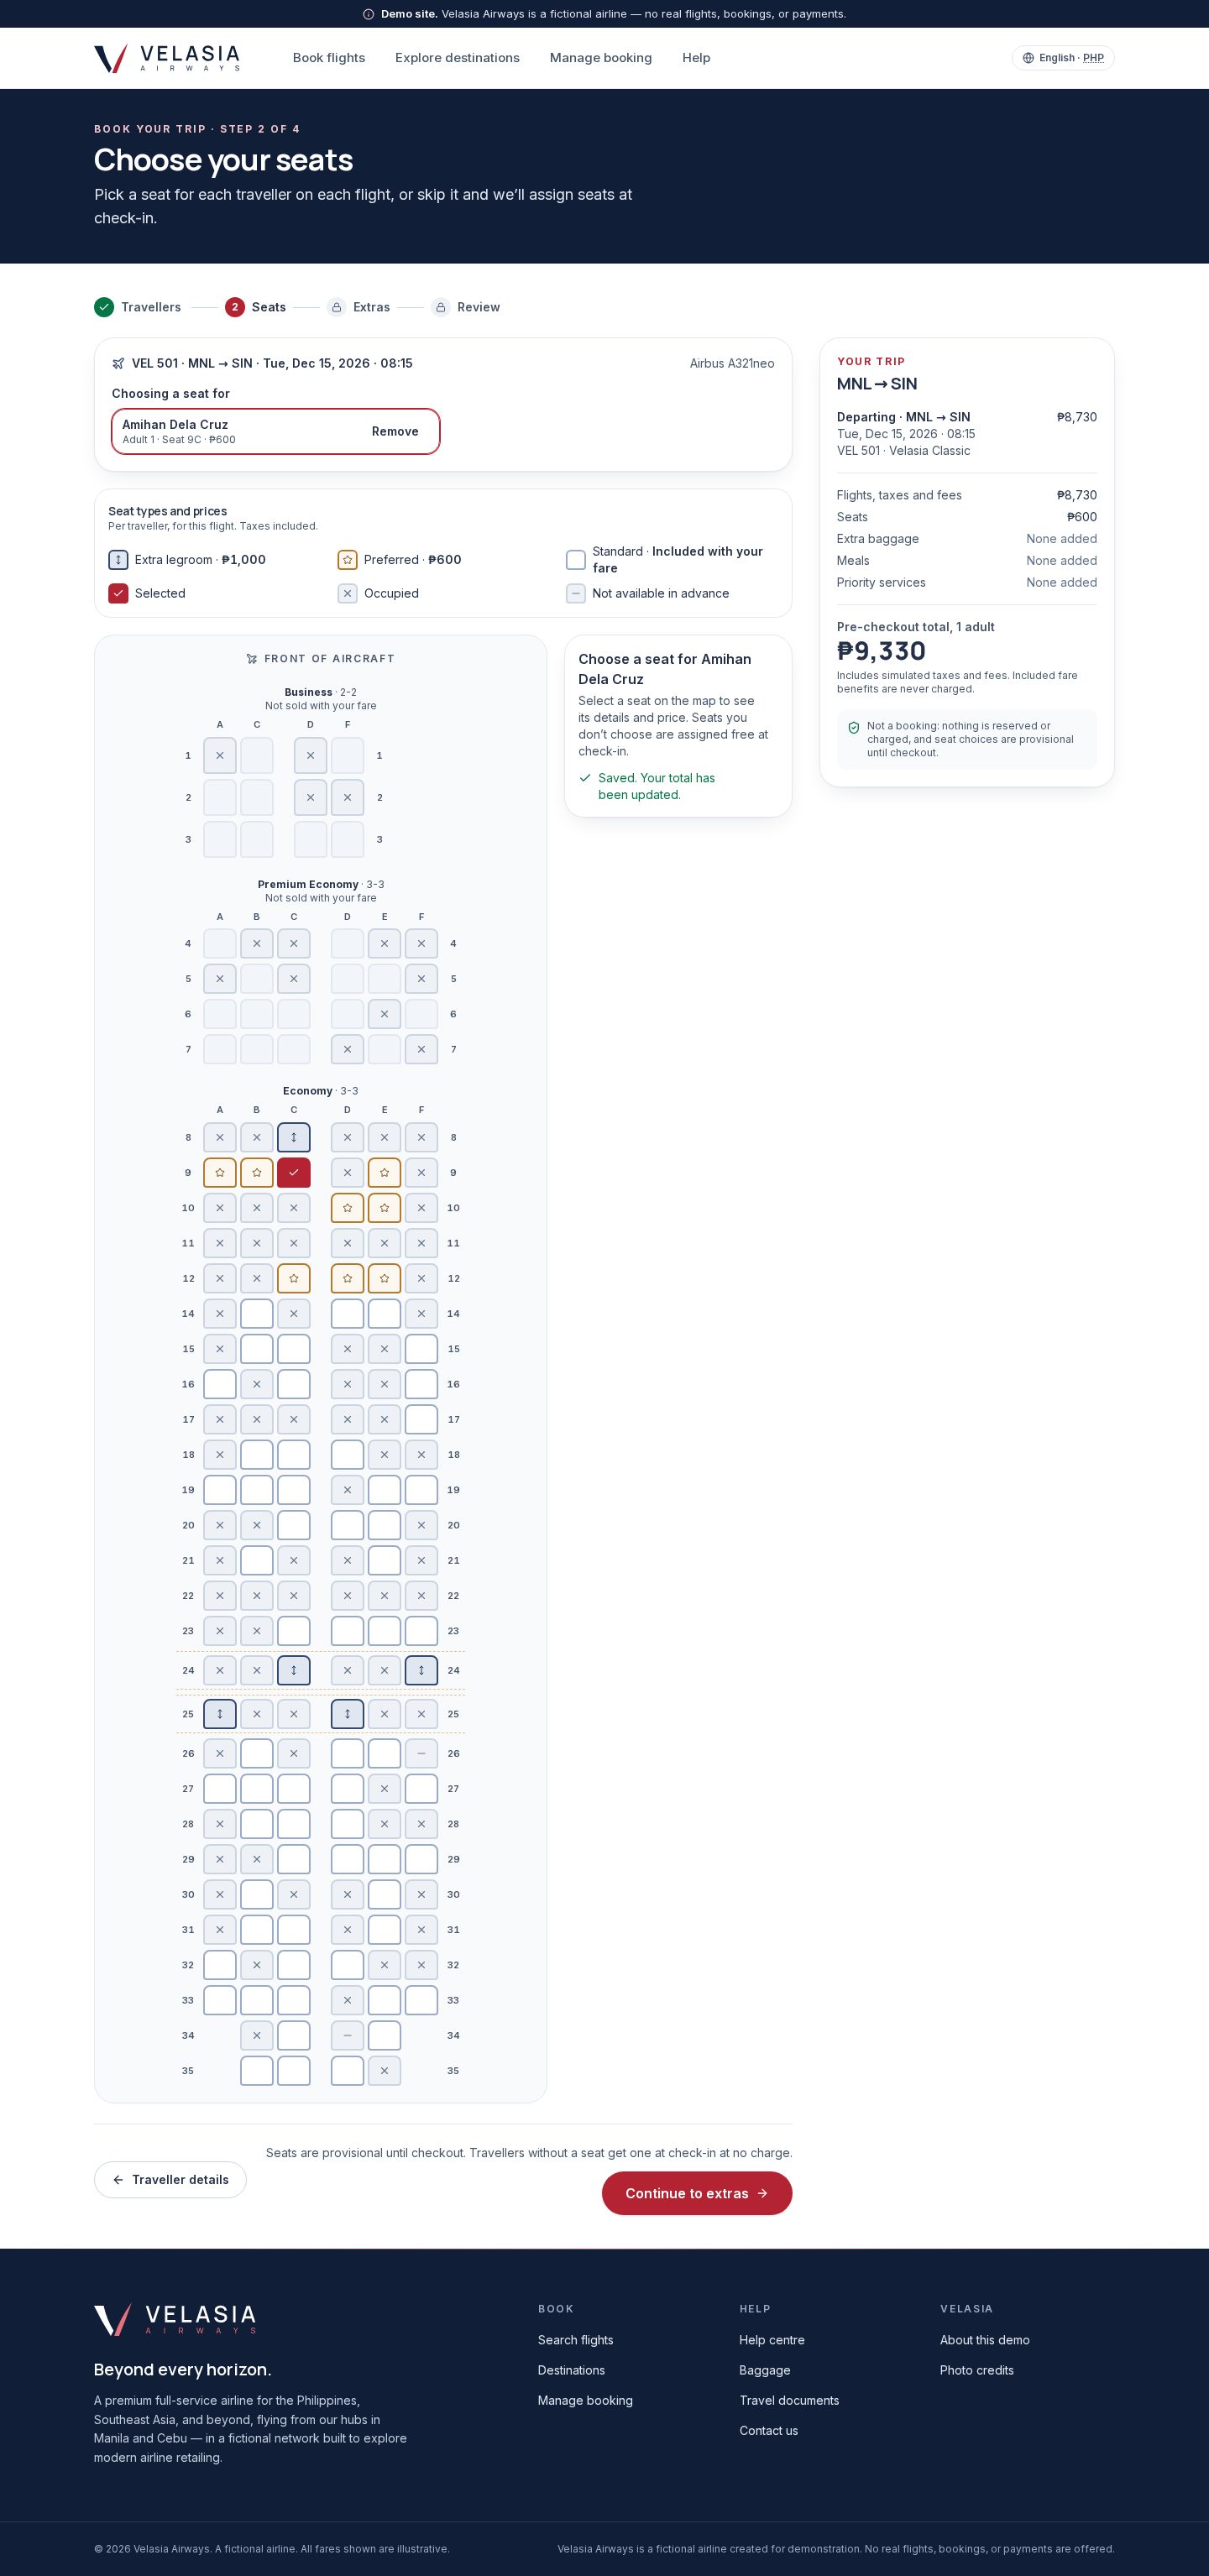 Demo site. Velasia Airways is a fictional airline — no real flights, bookings, or payments.
VELASIA
AIRWAYS
Book flights
Explore destinations
Manage booking
Help
English · PHP
BOOK YOUR TRIP · STEP 2 OF 4
Choose your seats
Pick a seat for each traveller on each flight, or skip it and we’ll assign seats at
check-in.
Travellers
2
Seats
Extras
Review
VEL 501 · MNL → SIN · Tue, Dec 15, 2026 · 08:15
Airbus A321neo
Choosing a seat for
Amihan Dela Cruz
Adult 1 · Seat 9C · ₱600
Remove
Seat types and prices
Per traveller, for this flight. Taxes included.
Extra legroom · ₱1,000
Preferred · ₱600
Standard · Included with your
fare
Selected
Occupied
Not available in advance
FRONT OF AIRCRAFT
Business · 2-2
Not sold with your fare
A C D F
1 1
2 2
3 3
Premium Economy · 3-3
Not sold with your fare
A B C D E F
4 4
5 5
6 6
7 7
Economy · 3-3
A B C D E F
8 8
9 9
10 10
11 11
12 12
14 14
15 15
16 16
17 17
18 18
19 19
20 20
21 21
22 22
23 23
24 24
25 25
26 26
27 27
28 28
29 29
30 30
31 31
32 32
33 33
34 34
35 35
Choose a seat for Amihan
Dela Cruz
Select a seat on the map to see
its details and price. Seats you
don’t choose are assigned free at
check-in.
Saved. Your total has
been updated.
YOUR TRIP
MNL → SIN
Departing · MNL → SIN ₱8,730
Tue, Dec 15, 2026 · 08:15
VEL 501 · Velasia Classic
Flights, taxes and fees ₱8,730
Seats ₱600
Extra baggage None added
Meals None added
Priority services None added
Pre-checkout total, 1 adult
₱9,330
Includes simulated taxes and fees. Included fare
benefits are never charged.
Not a booking: nothing is reserved or
charged, and seat choices are provisional
until checkout.
Seats are provisional until checkout. Travellers without a seat get one at check-in at no charge.
Traveller details
Continue to extras
VELASIA
AIRWAYS
Beyond every horizon.
A premium full-service airline for the Philippines,
Southeast Asia, and beyond, flying from our hubs in
Manila and Cebu — in a fictional network built to explore
modern airline retailing.
BOOK
Search flights
Destinations
Manage booking
HELP
Help centre
Baggage
Travel documents
Contact us
VELASIA
About this demo
Photo credits
© 2026 Velasia Airways. A fictional airline. All fares shown are illustrative.
Velasia Airways is a fictional airline created for demonstration. No real flights, bookings, or payments are offered.